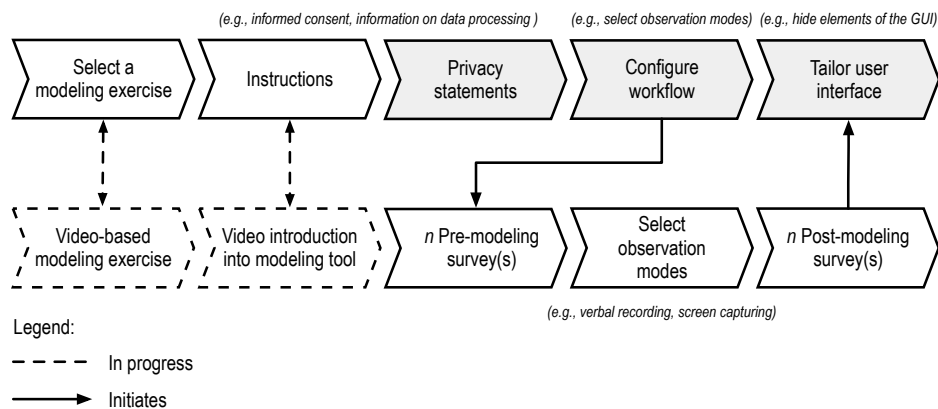 (e.g., informed consent, information on data processing )
(e.g., select observation modes)
(e.g., hide elements of the GUI)
Select a
modeling exercise
Instructions
Privacy
statements
Configure
workflow
Tailor user
interface
Video-based
modeling exercise
Video introduction
into modeling tool
n Pre-modeling
survey(s)
Select
observation
modes
n Post-modeling
survey(s)
(e.g., verbal recording, screen capturing)
Legend:
In progress
Initiates